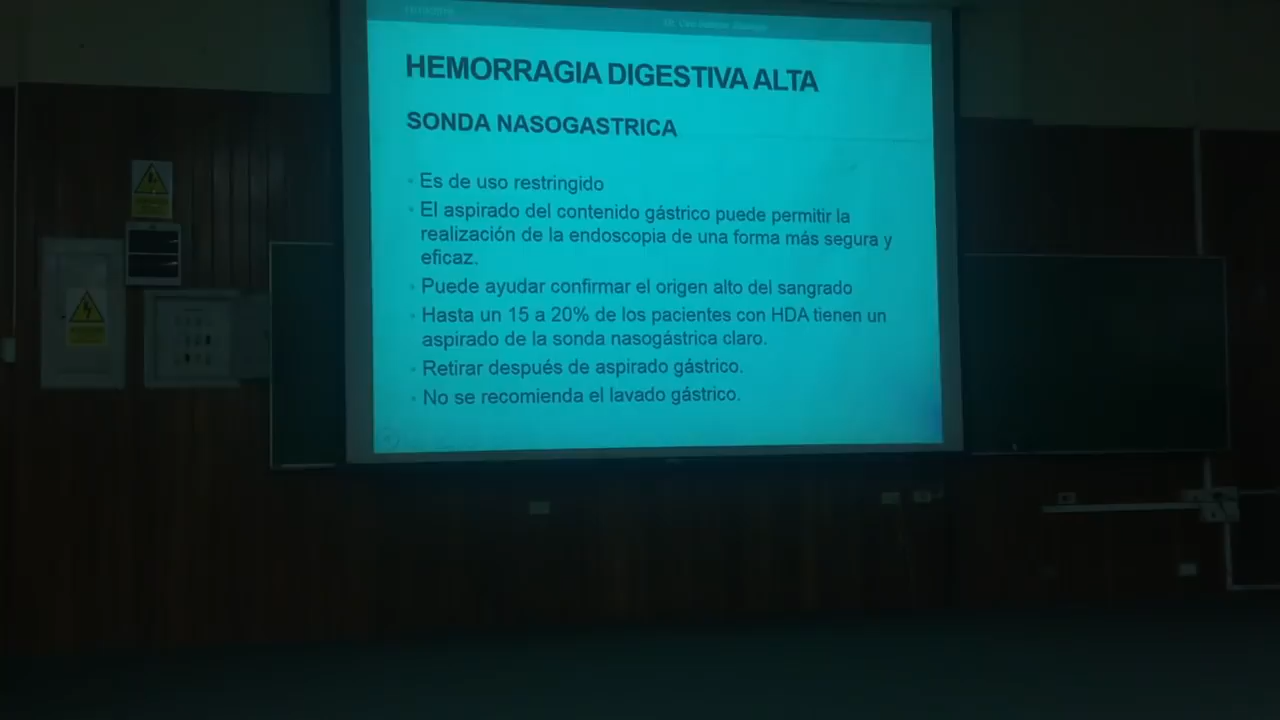 HEMORRAGIA DIGESTIVA ALTA
SONDA NASOGASTRICA
Es de uso restringido
El aspirado del contenido gástrico puede permitir la
realización de la endoscopia de una forma más segura y
eficaz.
Puede ayudar confirmar el origen alto del sangrado
Hasta un 15 a 20% de los pacientes con HDA tienen un
aspirado de la sonda nasogástrica claro.
Retirar después de aspirado gástrico.
No se recomienda el lavado gástrico.